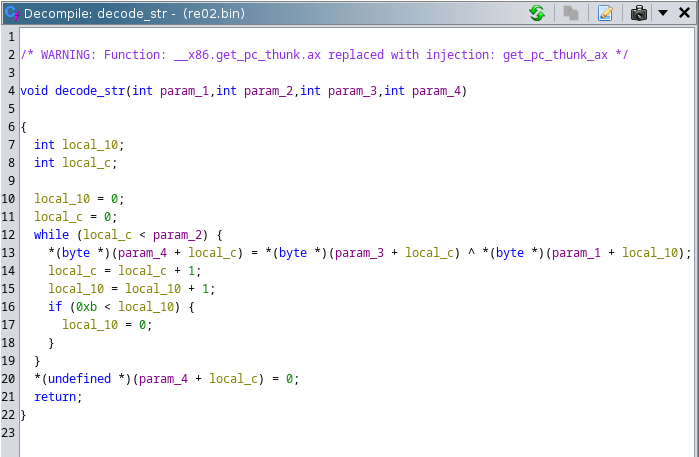 Decompile: decode_str - (re02.bin)
1
2 /* WARNING: Function: __x86.get_pc_thunk.ax replaced with injection: get_pc_thunk_ax */
3
4 void decode_str(int param_1,int param_2,int param_3,int param_4)
5
6 {
7   int local_10;
8   int local_c;
9
10   local_10 = 0;
11   local_c = 0;
12   while (local_c < param_2) {
13     *(byte *)(param_4 + local_c) = *(byte *)(param_3 + local_c) ^ *(byte *)(param_1 + local_10);
14     local_c = local_c + 1;
15     local_10 = local_10 + 1;
16     if (0xb < local_10) {
17       local_10 = 0;
18     }
19   }
20   *(undefined *)(param_4 + local_c) = 0;
21   return;
22 }
23